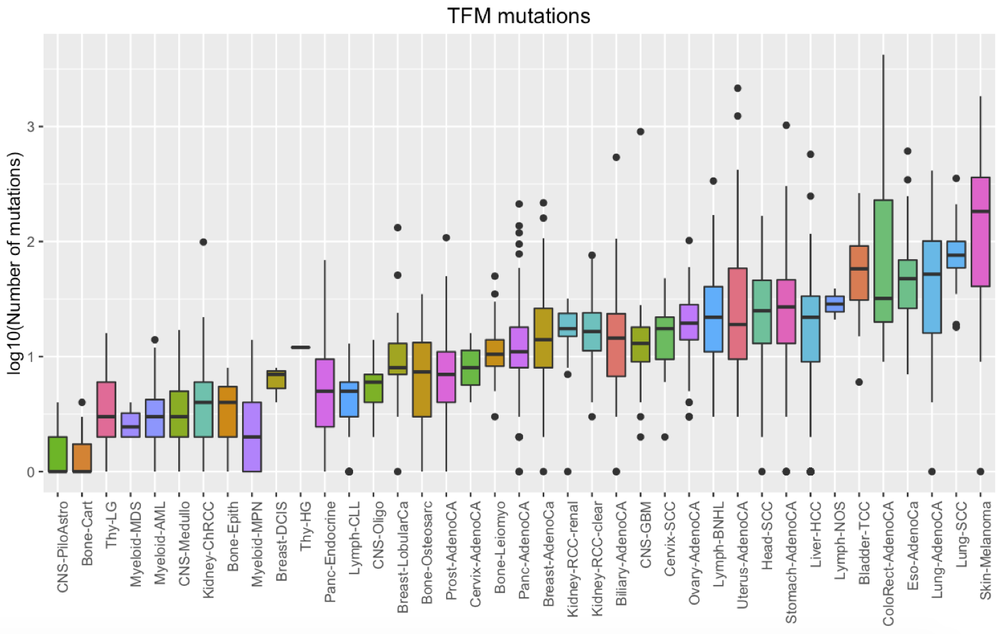 TFM mutations
log10(Number of mutations)
3
2
1
0
CNS-PiloAstro
Bone-Cart
Thy-LG
Myeloid-MDS
Myeloid-AML
CNS-Medullo
Kidney-ChRCC
Bone-Epith
Myeloid-MPN
Breast-DCIS
Thy-HG
Panc-Endocrine
Lymph-CLL
CNS-Oligo
Breast-LobularCa
Bone-Osteosarc
Prost-AdenoCA
Cervix-AdenoCA
Bone-Leiomyo
Panc-AdenoCA
Breast-AdenoCa
Kidney-RCC-renal
Kidney-RCC-clear
Biliary-AdenoCA
CNS-GBM
Cervix-SCC
Ovary-AdenoCA
Lymph-BNHL
Uterus-AdenoCA
Head-SCC
Stomach-AdenoCA
Liver-HCC
Lymph-NOS
Bladder-TCC
ColoRect-AdenoCA
Eso-AdenoCa
Lung-AdenoCA
Lung-SCC
Skin-Melanoma